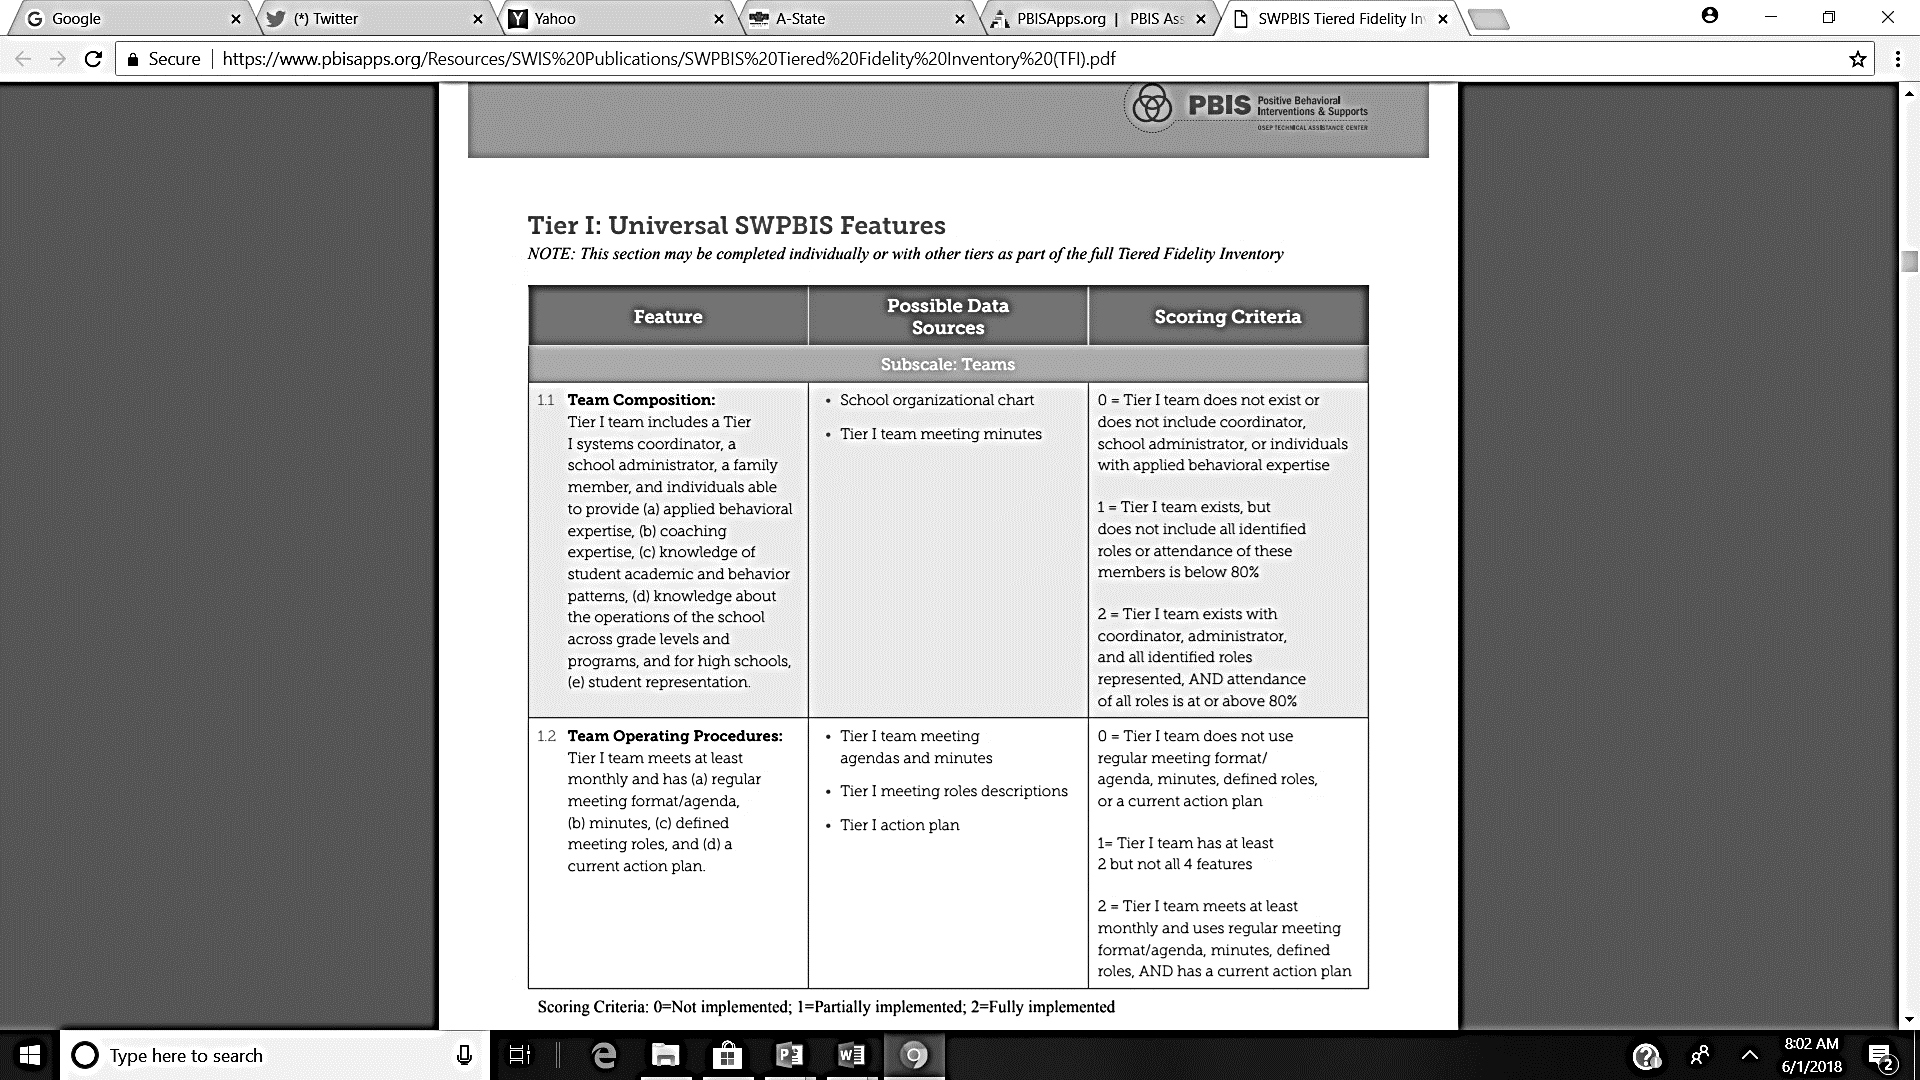 Google
(*) Twitter
Yahoo
A-State
PBISApps.org | PBIS Ass
SWPBIS Tiered Fidelity In
Secure
https://www.pbisapps.org/Resources/SWIS%20Publications/SWPBIS%20Tiered%20Fidelity%20Inventory%20(TFI).pdf
PBIS
Positive Behavioral
Interventions & Supports
OSEP TECHNICAL ASSISTANCE CENTER
Tier I: Universal SWPBIS Features
NOTE: This section may be completed individually or with other tiers as part of the full Tiered Fidelity Inventory
Feature
Possible Data
Sources
Scoring Criteria
Subscale: Teams
1.1 Team Composition:
Tier I team includes a Tier
I systems coordinator, a
school administrator, a family
member, and individuals able
to provide (a) applied behavioral
expertise, (b) coaching
expertise, (c) knowledge of
student academic and behavior
patterns, (d) knowledge about
the operations of the school
across grade levels and
programs, and for high schools,
(e) student representation.
• School organizational chart
• Tier I team meeting minutes
0 = Tier I team does not exist or
does not include coordinator,
school administrator, or individuals
with applied behavioral expertise
1 = Tier I team exists, but
does not include all identified
roles or attendance of these
members is below 80%
2 = Tier I team exists with
coordinator, administrator,
and all identified roles
represented, AND attendance
of all roles is at or above 80%
1.2 Team Operating Procedures:
Tier I team meets at least
monthly and has (a) regular
meeting format/agenda,
(b) minutes, (c) defined
meeting roles, and (d) a
current action plan.
• Tier I team meeting
agendas and minutes
• Tier I meeting roles descriptions
• Tier I action plan
0 = Tier I team does not use
regular meeting format/
agenda, minutes, defined roles,
or a current action plan
1= Tier I team has at least
2 but not all 4 features
2 = Tier I team meets at least
monthly and uses regular meeting
format/agenda, minutes, defined
roles, AND has a current action plan
Scoring Criteria: 0=Not implemented; 1=Partially implemented; 2=Fully implemented
Type here to search
8:02 AM
6/1/2018
2